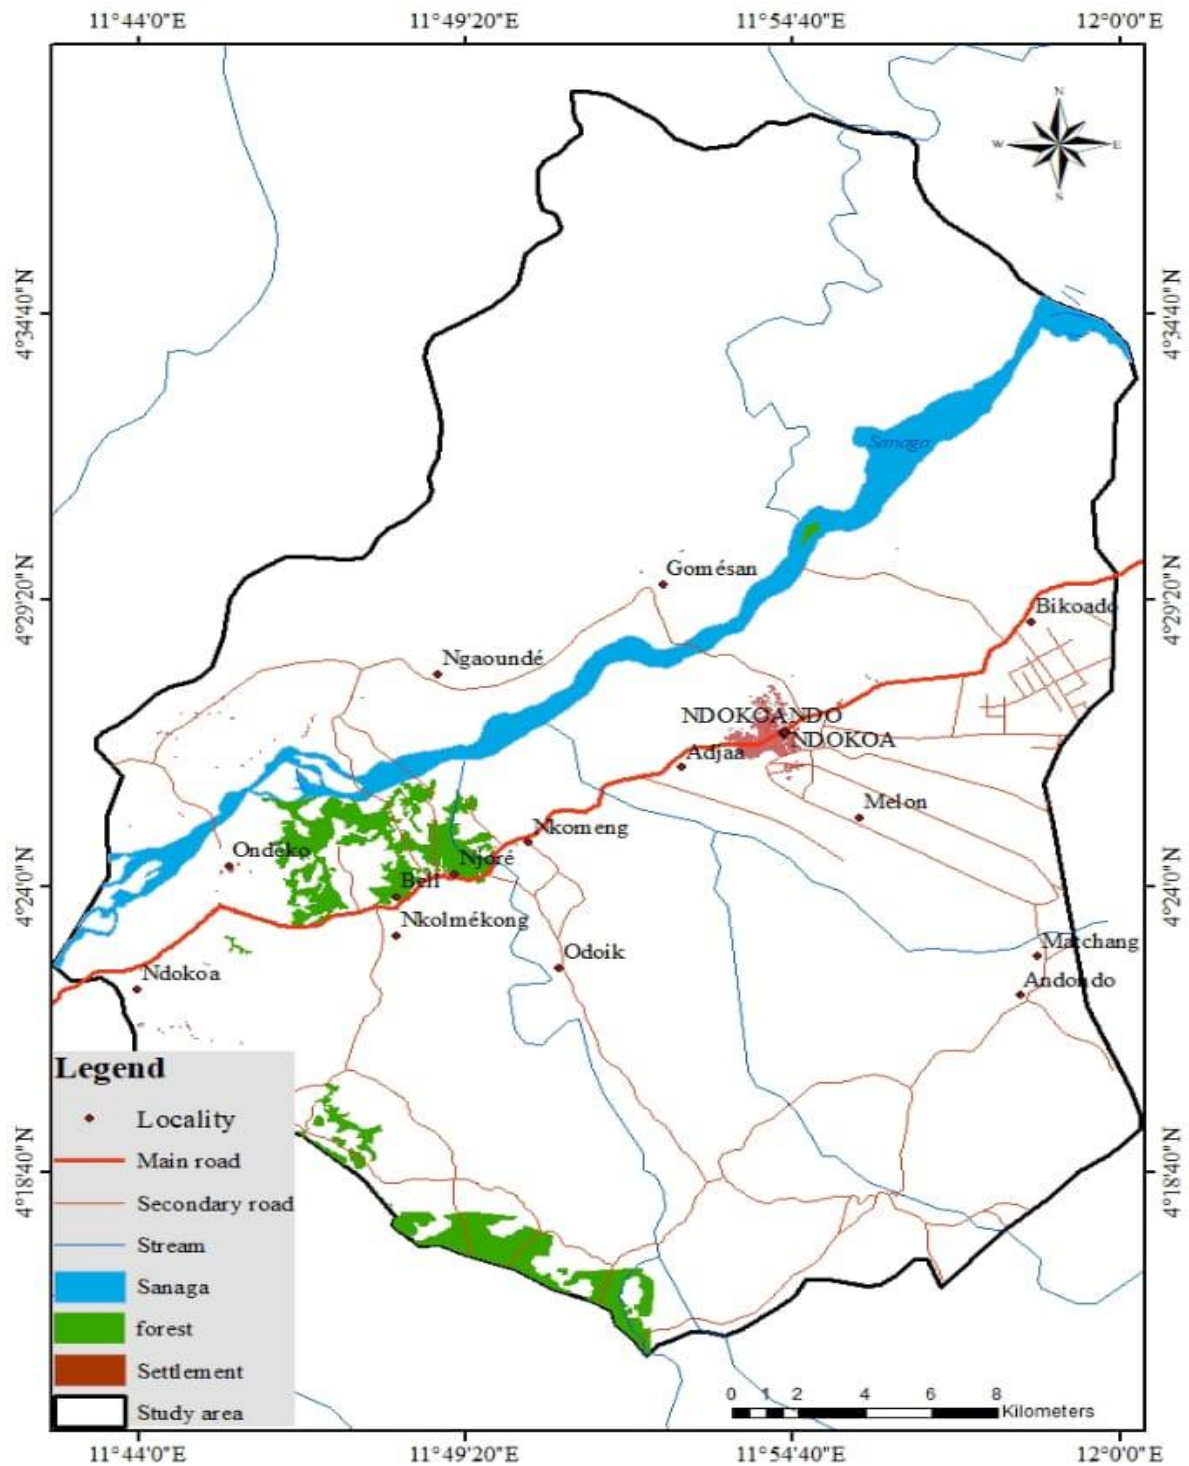 11°44'0"E 11°49'20"E 11°54'40"E 12°0'0"E
N
W E
S
4°34'40"N 4°34'40"N
Sanaga
Gomésan
4°29'20"N 4°29'20"N
Bikoado
Ngaoundé
NDOKOANDO
NDOKOA
Adjaa
Melon
Nkomeng
Ondeko
Njoré
Bell
4°24'0"N 4°24'0"N
Nkolmékong
Matchang
Odoik
Ndokoa
Andondo
Legend
Locality
Main road
4°18'40"N 4°18'40"N
Secondary road
Stream
Sanaga
forest
Settlement
Study area
0 1 2 4 6 8
Kilometers
11°44'0"E 11°49'20"E 11°54'40"E 12°0'0"E